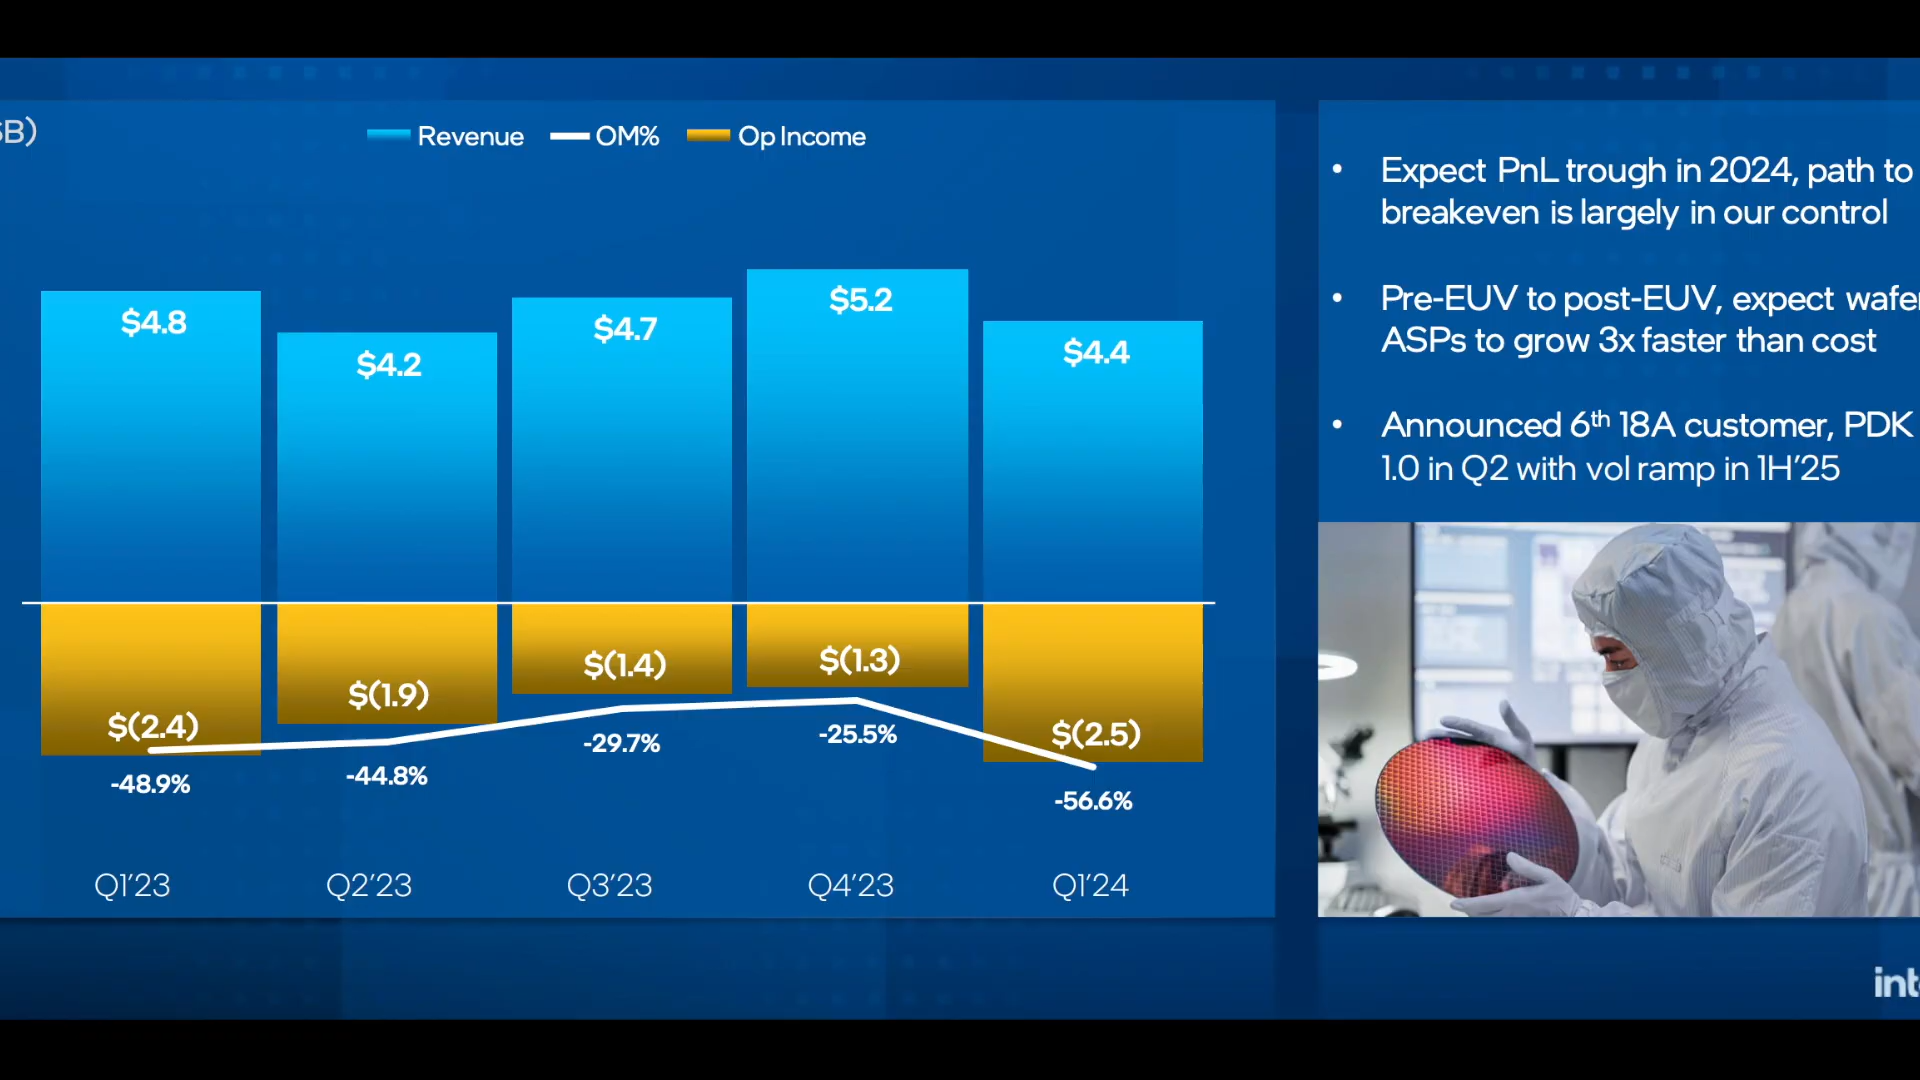 $B)
Revenue OM% Op Income
$4.8 $4.2 $4.7 $5.2 $4.4
$(2.4) $(1.9) $(1.4) $(1.3) $(2.5)
-48.9% -44.8% -29.7% -25.5% -56.6%
Q1'23 Q2'23 Q3'23 Q4'23 Q1'24
• Expect PnL trough in 2024, path to
breakeven is largely in our control
• Pre-EUV to post-EUV, expect wafer
ASPs to grow 3x faster than cost
• Announced 6th 18A customer, PDK
1.0 in Q2 with vol ramp in 1H'25
inte